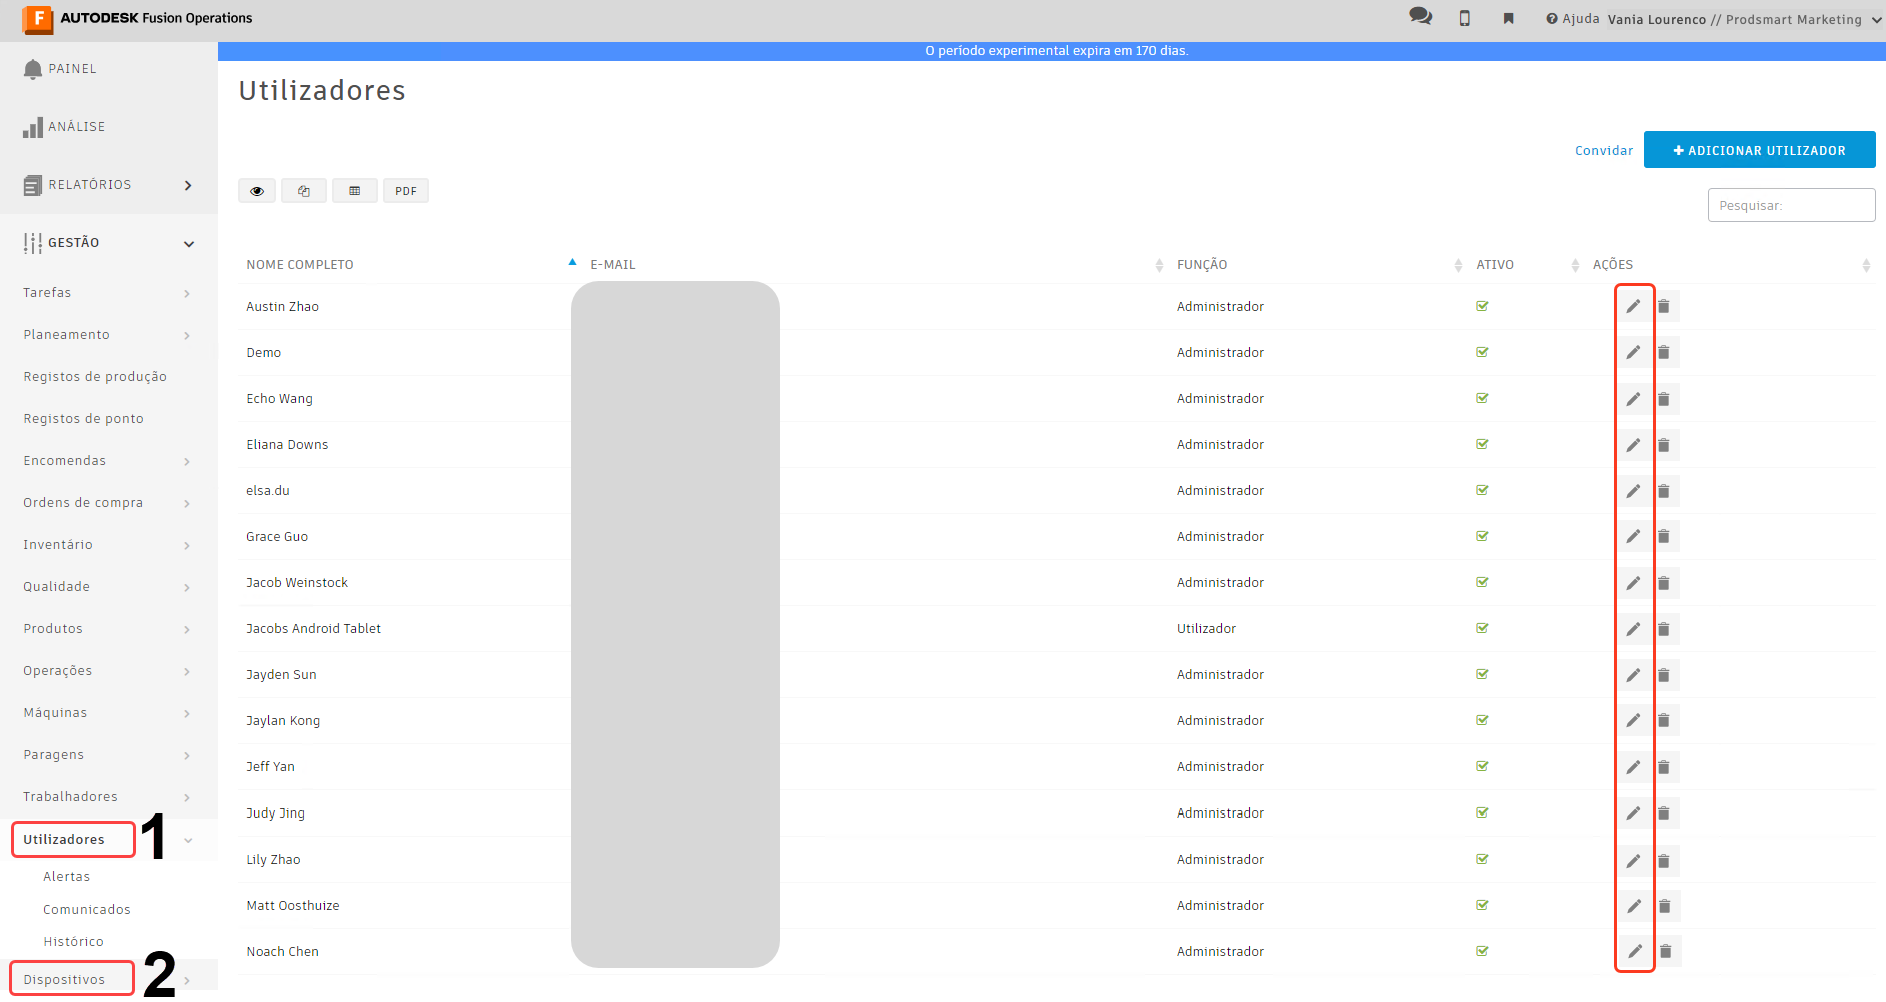 F AUTODESK Fusion Operations
Ajuda Vania Lourenco // Prodsmart Marketing
O período experimental expira em 170 dias.
PAINEL
ANÁLISE
RELATÓRIOS
GESTÃO
Tarefas
Planeamento
Registos de produção
Registos de ponto
Encomendas
Ordens de compra
Inventário
Qualidade
Produtos
Operações
Máquinas
Paragens
Trabalhadores
Utilizadores 1
Alertas
Comunicados
Histórico
Dispositivos 2
Utilizadores
Convidar + ADICIONAR UTILIZADOR
PDF
Pesquisar:
NOME COMPLETO E-MAIL FUNÇÃO ATIVO AÇÕES
Austin Zhao Administrador
Demo Administrador
Echo Wang Administrador
Eliana Downs Administrador
elsa.du Administrador
Grace Guo Administrador
Jacob Weinstock Administrador
Jacobs Android Tablet Utilizador
Jayden Sun Administrador
Jaylan Kong Administrador
Jeff Yan Administrador
Judy Jing Administrador
Lily Zhao Administrador
Matt Oosthuize Administrador
Noach Chen Administrador